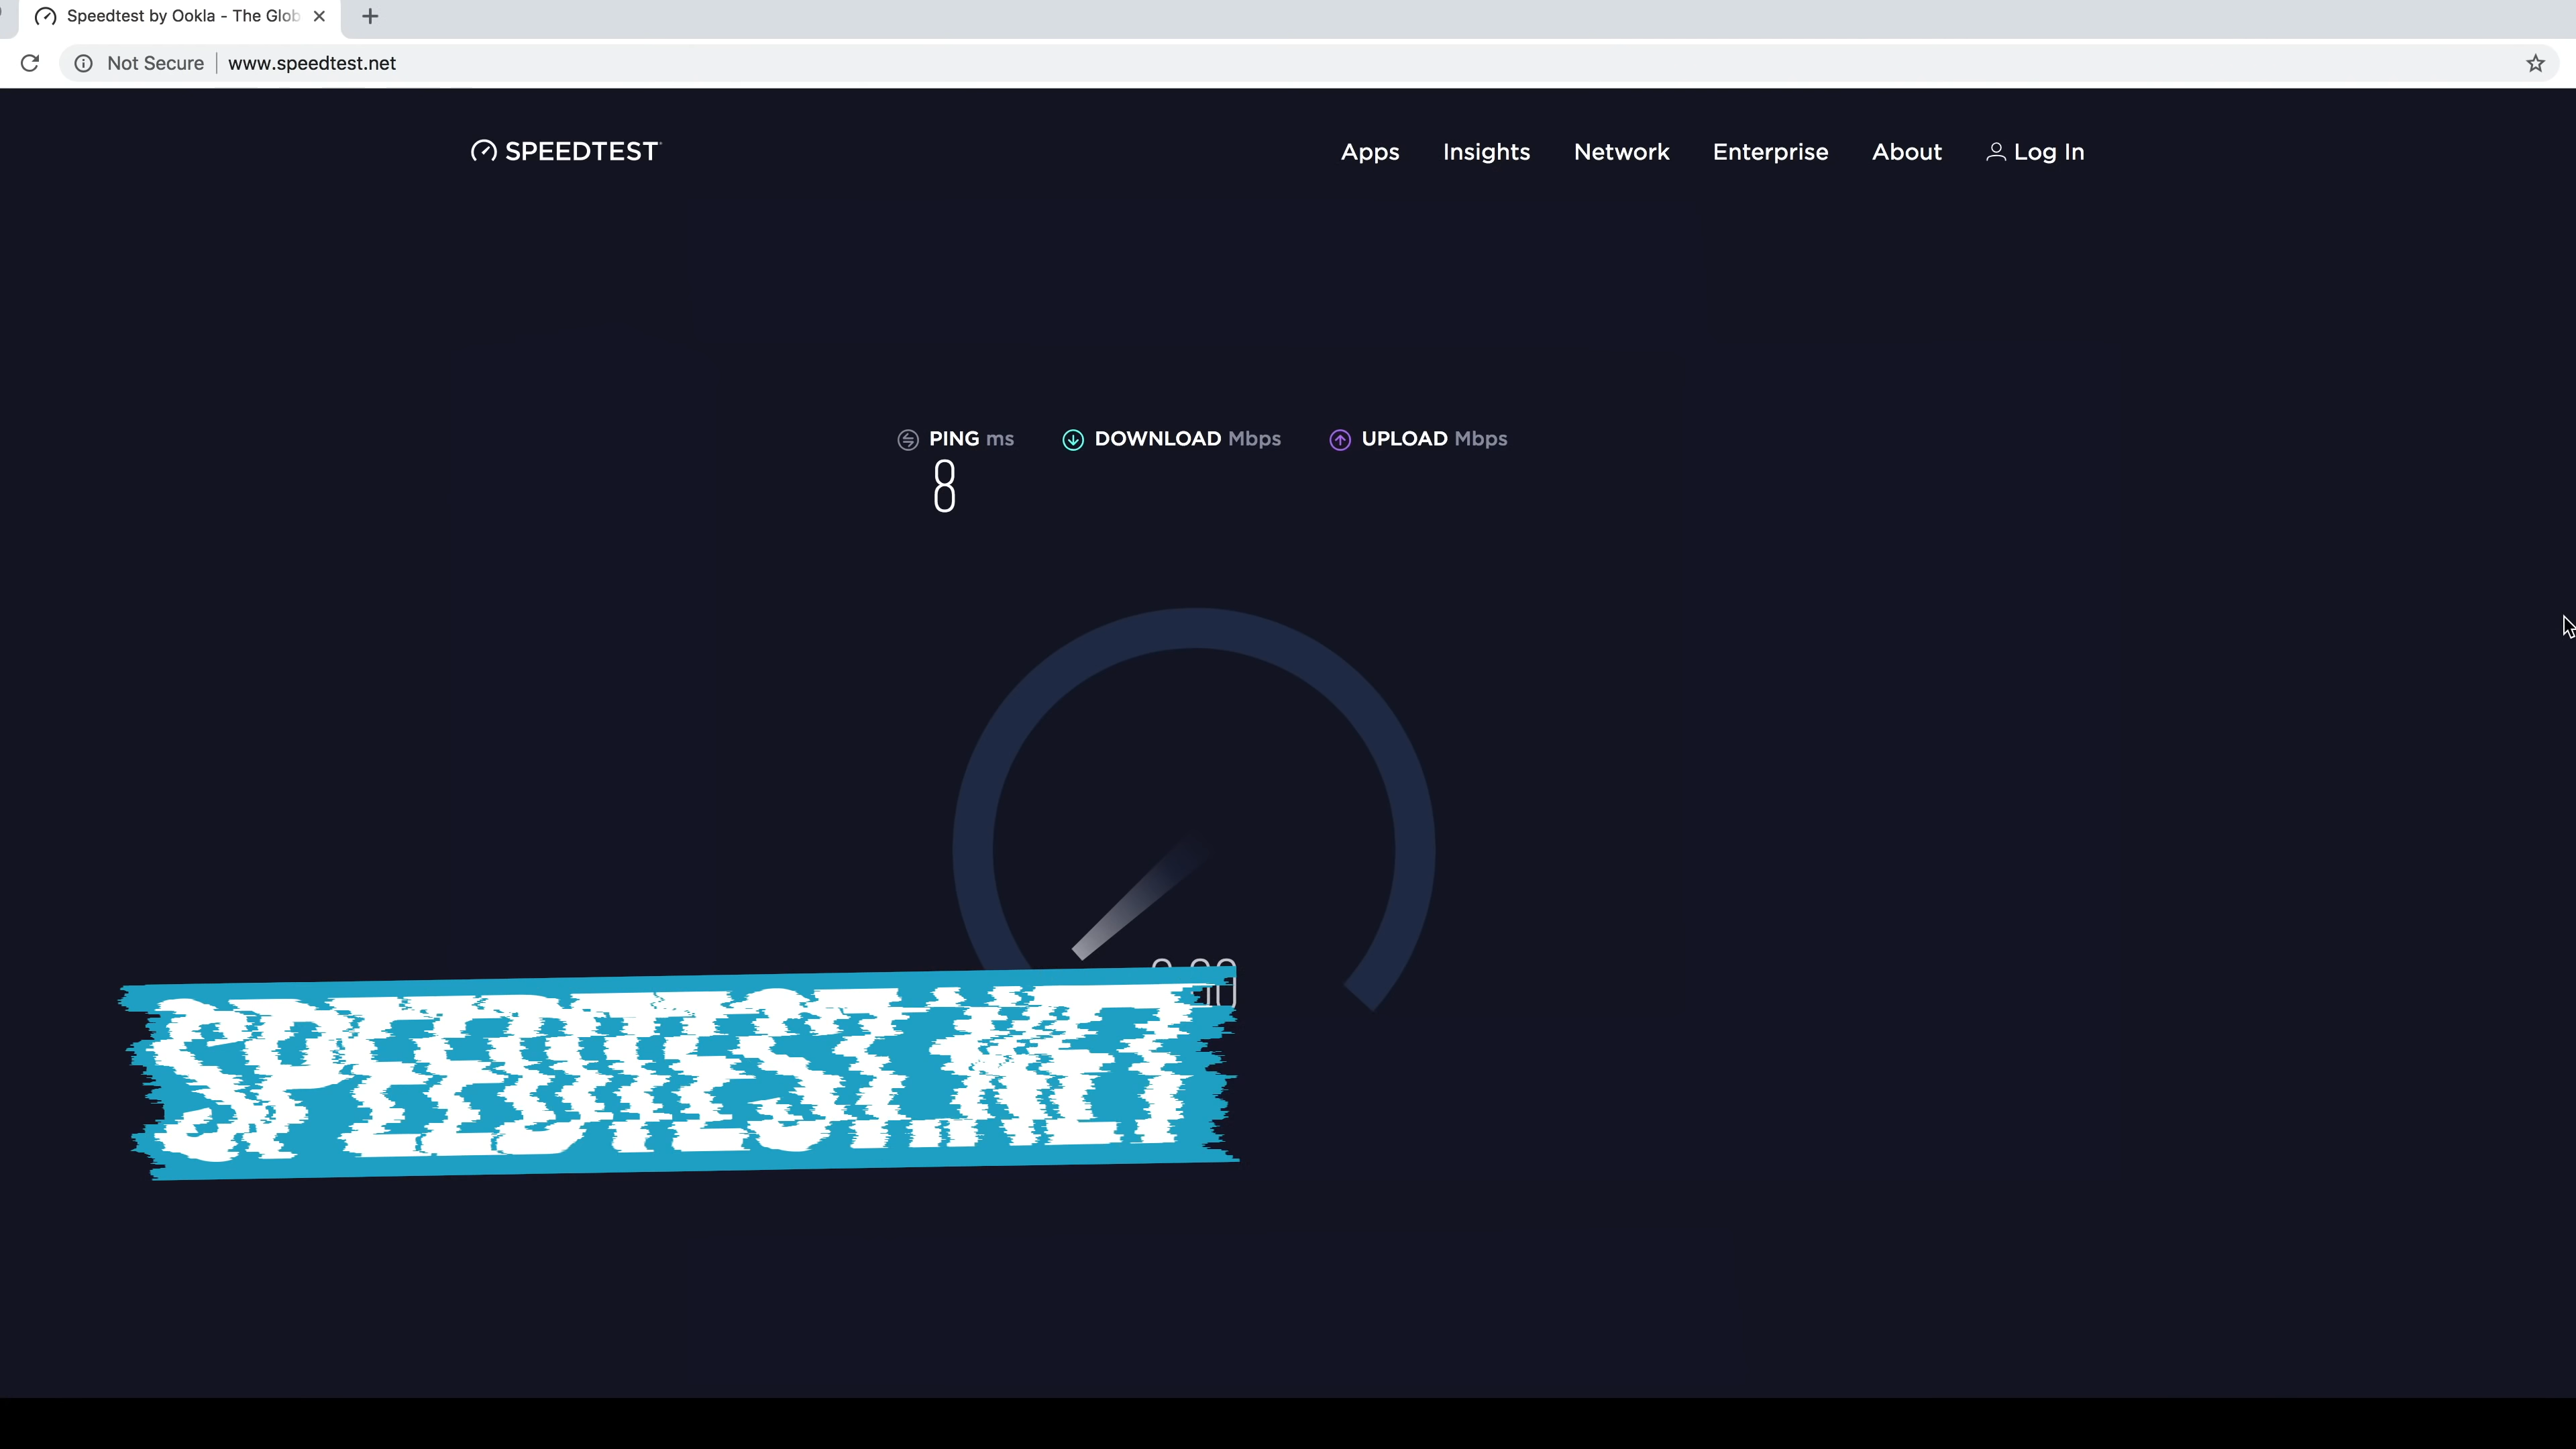 Speedtest by Ookla - The Glob
Not Secure
www.speedtest.net
SPEEDTEST
Apps Insights Network Enterprise About Log In
PING ms DOWNLOAD Mbps UPLOAD Mbps
8
SPEEDTEST.NET